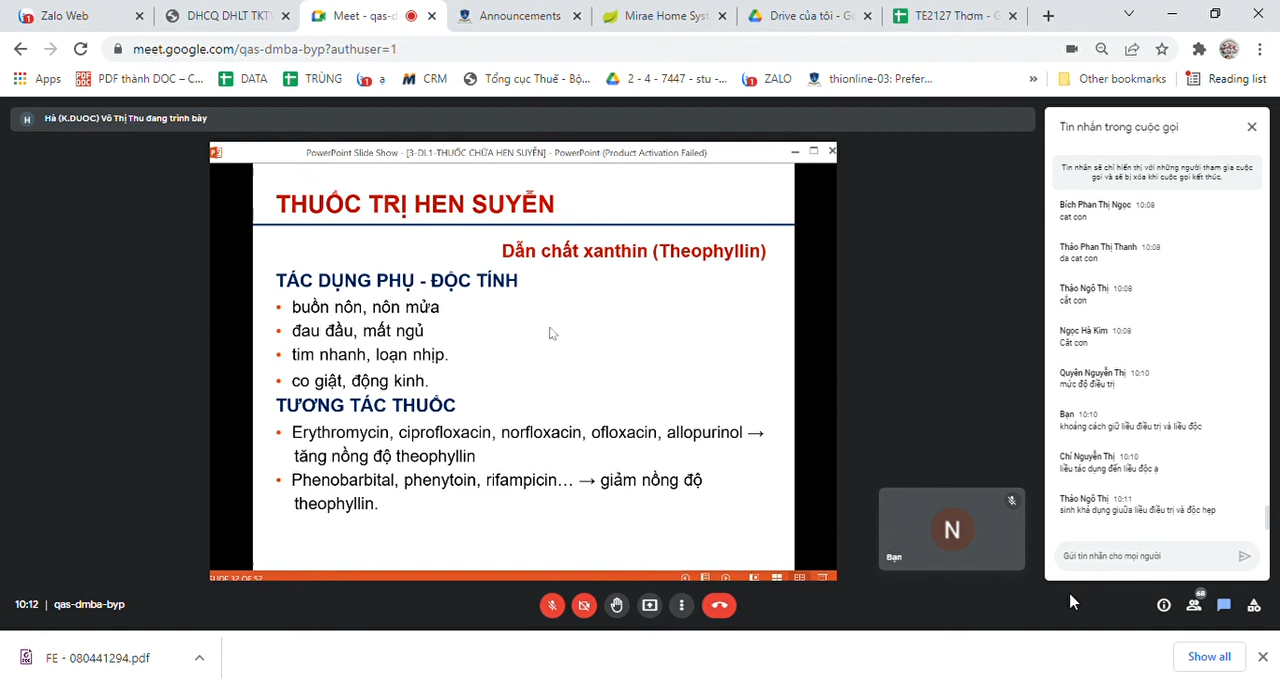 Zalo Web
DHCQ DHLT TKTV
Meet - qas-d
Announcements
Mirae Home Sys
Drive của tôi - Go
TE2127 Thơm - G
meet.google.com/qas-dmba-byp?authuser=1
Apps
PDF thành DOC – C...
DATA
TRÙNG
ạ
CRM
Tổng cục Thuế - Bộ...
2 - 4 - 7447 - stu -...
ZALO
thionline-03: Prefer...
»
Other bookmarks
Reading list
H
Hà (K.DUOC) Võ Thị Thu đang trình bày
PowerPoint Slide Show - [3-DL1-THUỐC CHỮA HEN SUYỄN] - PowerPoint (Product Activation Failed)
THUỐC TRỊ HEN SUYỄN
Dẫn chất xanthin (Theophyllin)
TÁC DỤNG PHỤ - ĐỘC TÍNH
• buồn nôn, nôn mửa
• đau đầu, mất ngủ
• tim nhanh, loạn nhịp.
• co giật, động kinh.
TƯƠNG TÁC THUỐC
• Erythromycin, ciprofloxacin, norfloxacin, ofloxacin, allopurinol →
tăng nồng độ theophyllin
• Phenobarbital, phenytoin, rifampicin… → giảm nồng độ
theophyllin.
SLIDE 32 OF 52
N
Bạn
Tin nhắn trong cuộc gọi
Tin nhắn sẽ chỉ hiển thị với những người tham gia cuộc
gọi và sẽ bị xóa khi cuộc gọi kết thúc.
Bích Phan Thị Ngọc 10:08
cat con
Thảo Phan Thị Thanh 10:08
da cat con
Thảo Ngô Thị 10:08
cắt cơn
Ngọc Hà Kim 10:08
Cắt cơn
Quyên Nguyễn Thị 10:10
mức độ điều trị
Bạn 10:10
khoảng cách giữ liều điều trị và liều độc
Chí Nguyễn Thị 10:10
liều tác dụng đến liều độc ạ
Thảo Ngô Thị 10:11
sinh khả dụng giuữa liều điều trị và độc hẹp
Gửi tin nhắn cho mọi người
10:12 | qas-dmba-byp
68
FE - 080441294.pdf
Show all